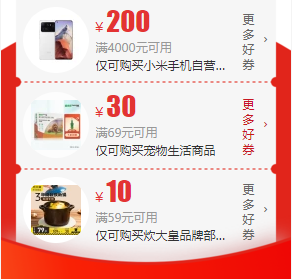 ¥200
满4000元可用
仅可购买小米手机自营...
更多好券 >
¥30
满69元可用
仅可购买宠物生活商品
更多好券 >
¥10
满59元可用
仅可购买炊大皇品牌部...
更多好券 >